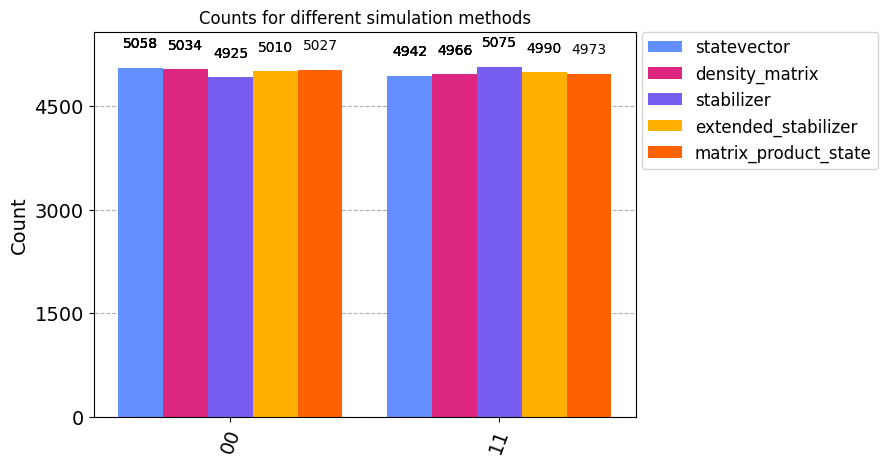 Counts for different simulation methods
5058 5034 4925 5010 5027 4942 4966 5075 4990 4973
statevector
density_matrix
stabilizer
extended_stabilizer
matrix_product_state
Count
4500
3000
1500
0
00 11